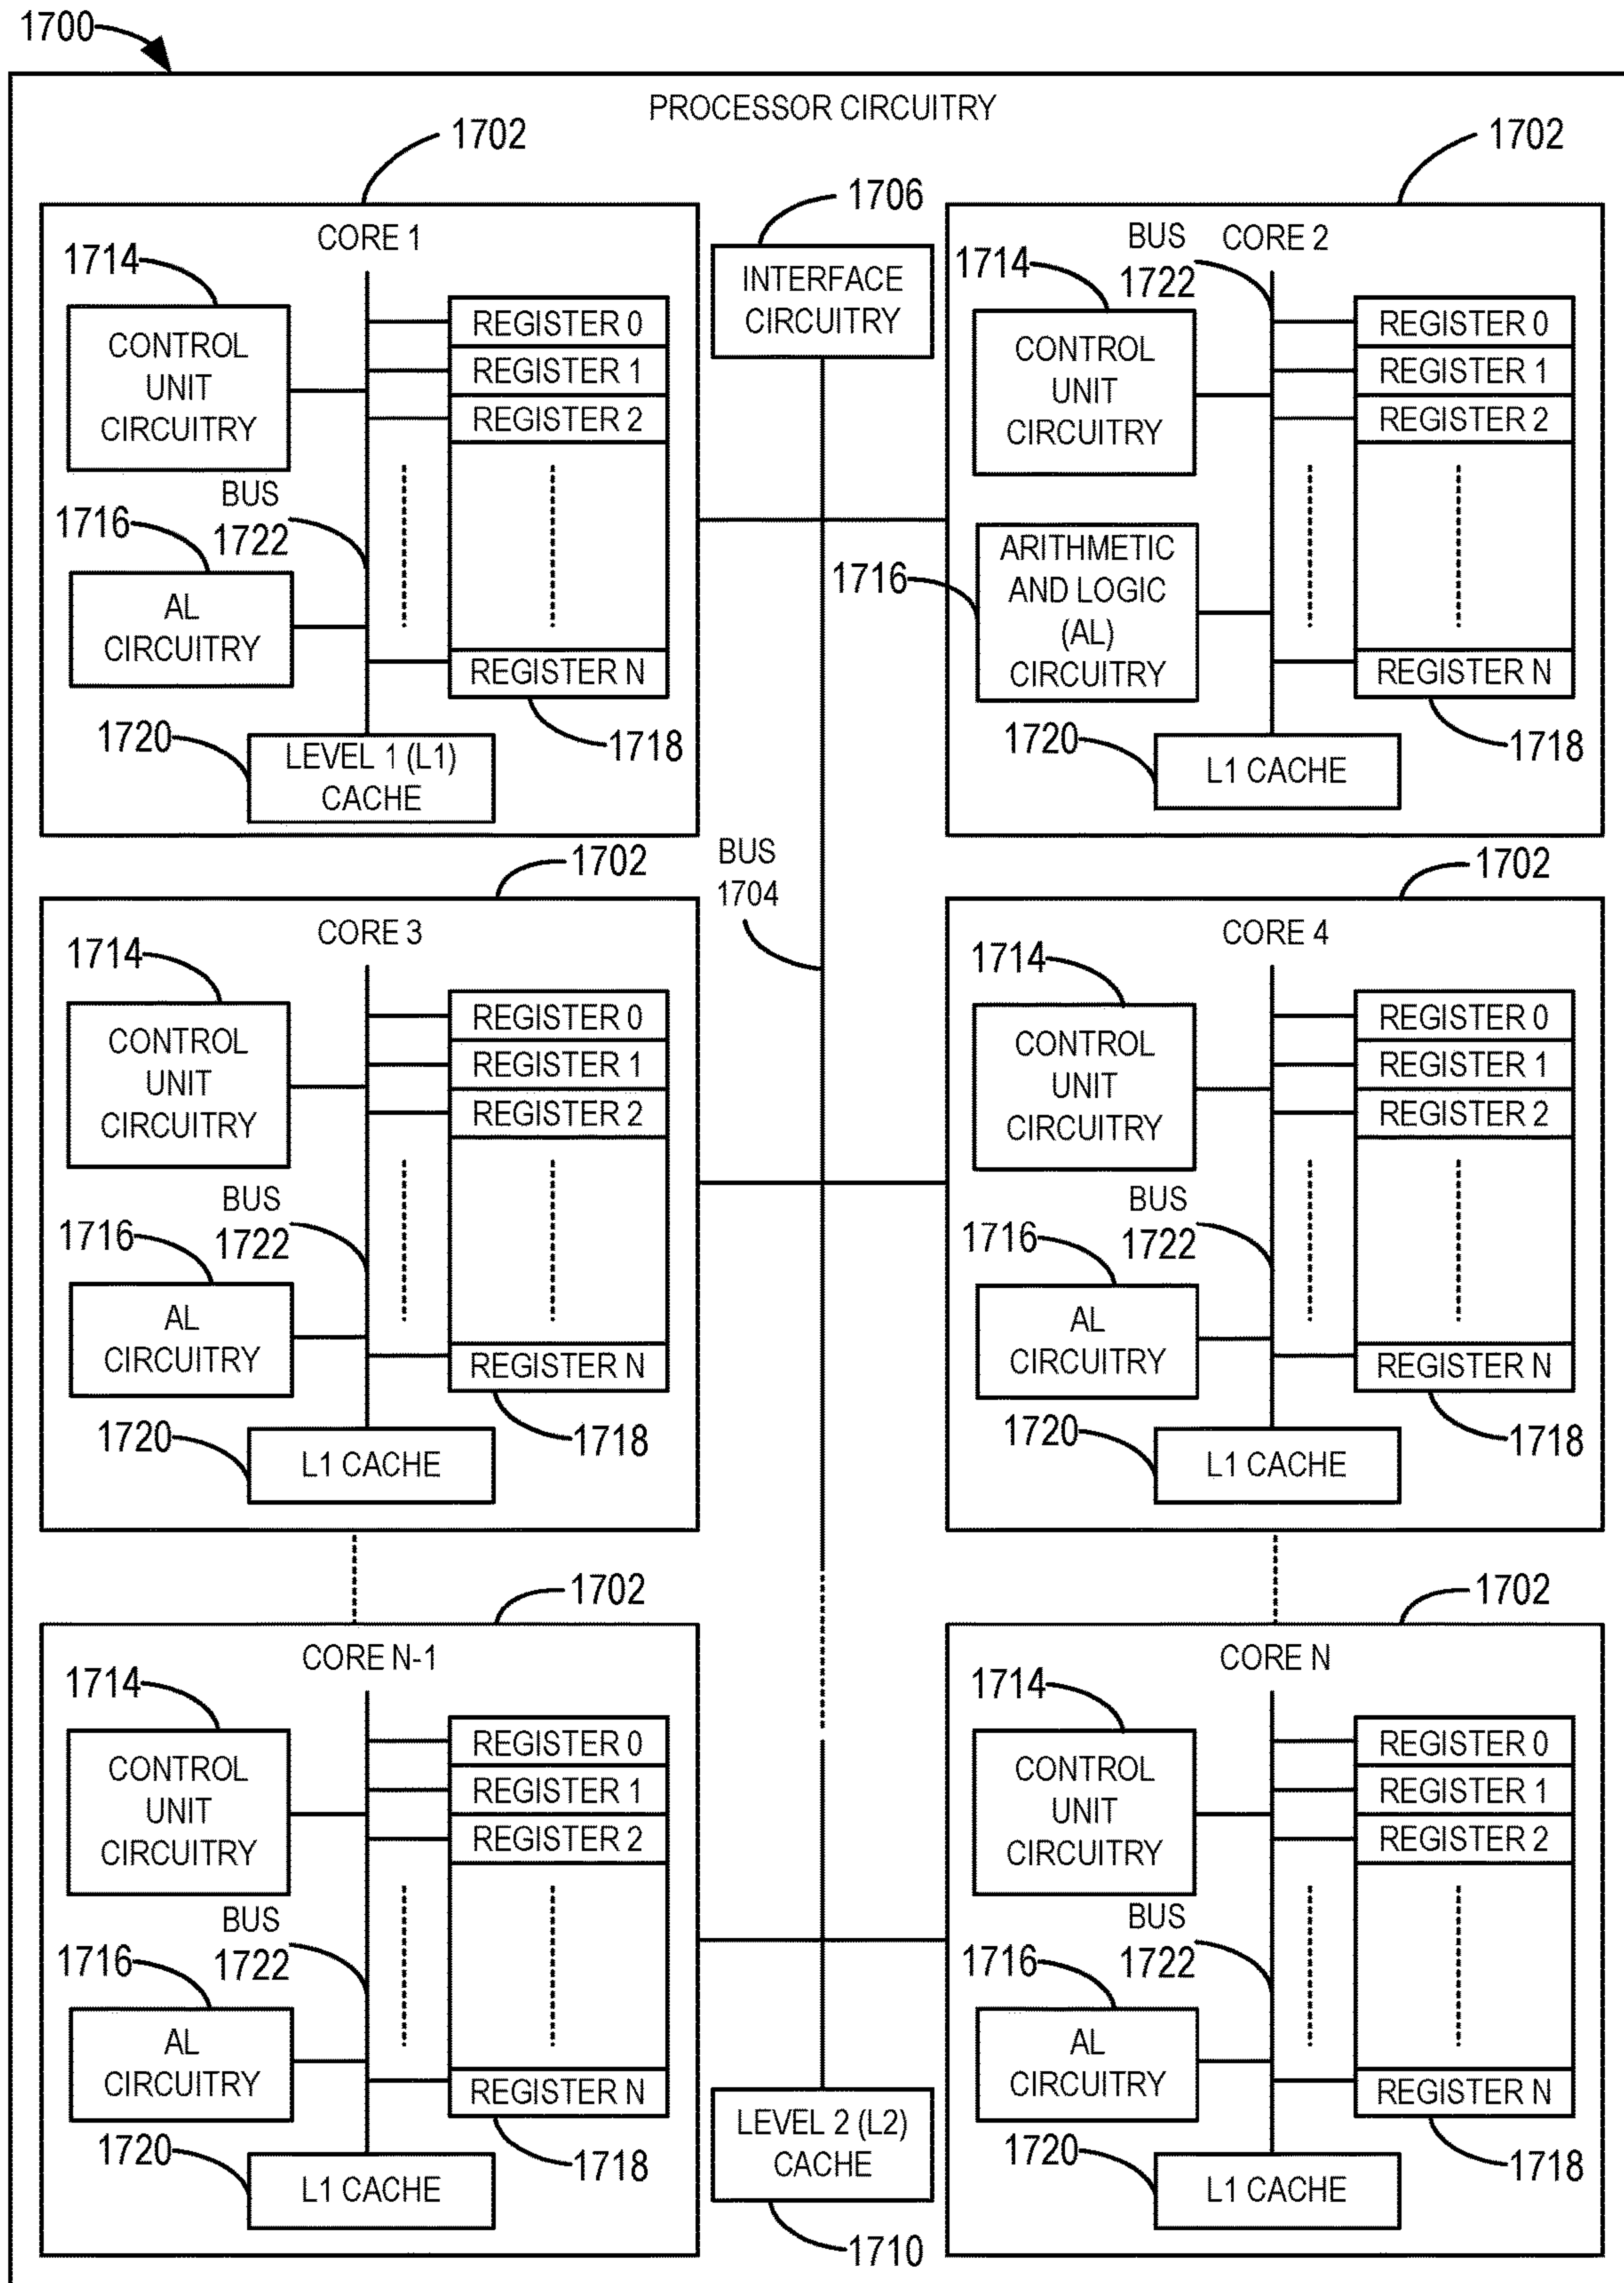 1700
PROCESSOR CIRCUITRY
1702
CORE 1
1714
CONTROL
UNIT
CIRCUITRY
REGISTER 0
REGISTER 1
REGISTER 2
BUS
1722
1716
AL
CIRCUITRY
REGISTER N
1718
1720
LEVEL 1 (L1)
CACHE
1706
INTERFACE
CIRCUITRY
1702
BUS
1722
CORE 2
1714
CONTROL
UNIT
CIRCUITRY
REGISTER 0
REGISTER 1
REGISTER 2
1716
ARITHMETIC
AND LOGIC
(AL)
CIRCUITRY
REGISTER N
1718
1720
L1 CACHE
BUS
1704
1702
CORE 3
1714
CONTROL
UNIT
CIRCUITRY
REGISTER 0
REGISTER 1
REGISTER 2
BUS
1722
1716
AL
CIRCUITRY
REGISTER N
1718
1720
L1 CACHE
1702
CORE 4
1714
CONTROL
UNIT
CIRCUITRY
REGISTER 0
REGISTER 1
REGISTER 2
BUS
1722
1716
AL
CIRCUITRY
REGISTER N
1718
1720
L1 CACHE
1702
CORE N-1
1714
CONTROL
UNIT
CIRCUITRY
REGISTER 0
REGISTER 1
REGISTER 2
BUS
1722
1716
AL
CIRCUITRY
REGISTER N
1718
1720
L1 CACHE
LEVEL 2 (L2)
CACHE
1710
1702
CORE N
1714
CONTROL
UNIT
CIRCUITRY
REGISTER 0
REGISTER 1
REGISTER 2
BUS
1722
1716
AL
CIRCUITRY
REGISTER N
1718
1720
L1 CACHE